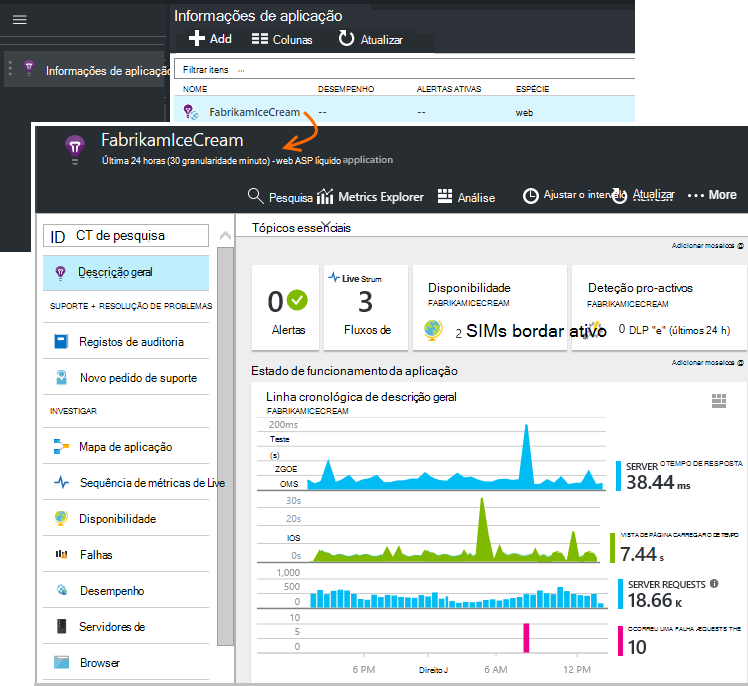 Informações de aplicação
Add
Colunas
Atualizar
Informações de aplicação
Filtrar itens ...
NOME
DESEMPENHO
ALERTAS ATIVAS
ESPÉCIE
FabrikamIceCream
--
--
web
FabrikamIceCream
Última 24 horas (30 granularidade minuto) - web ASP líquido application
Pesquisa
Metrics Explorer
Análise
Ajustar o intervelo
Atualizar
More
ID CT de pesquisa
Descrição geral
SUPORTE + RESOLUÇÃO DE PROBLEMAS
Registos de auditoria
Novo pedido de suporte
INVESTIGAR
Mapa de aplicação
Sequência de métricas de Live
Disponibilidade
Falhas
Desempenho
Servidores de
Browser
Tópicos essenciais
Adicionar mosaicos
0
Alertas
Live Strum
3
Fluxos de
Disponibilidade
FABRIKAMICECREAM
2 SIMs bordar ativo
Deteção pro-activos
FABRIKAMICECREAM
0 DLP "e" (últimos 24 h)
Adicionar mosaicos
Estado de funcionamento da aplicação
Linha cronológica de descrição geral
FABRIKAMICECREAM
200ms
Teste
(s)
ZGOE
OMS
SERVER O TEMPO DE RESPOSTA
38.44 ms
30s
20s
IOS
0s
VISTA DE PÁGINA CARREGAR O DE TEMPO
7.44 s
1,000
500
0
SERVER REQUESTS
18.66 K
10
5
0
OCORREU UMA FALHA REQUESTS THE
10
6 PM
Direito J
6 AM
12 PM